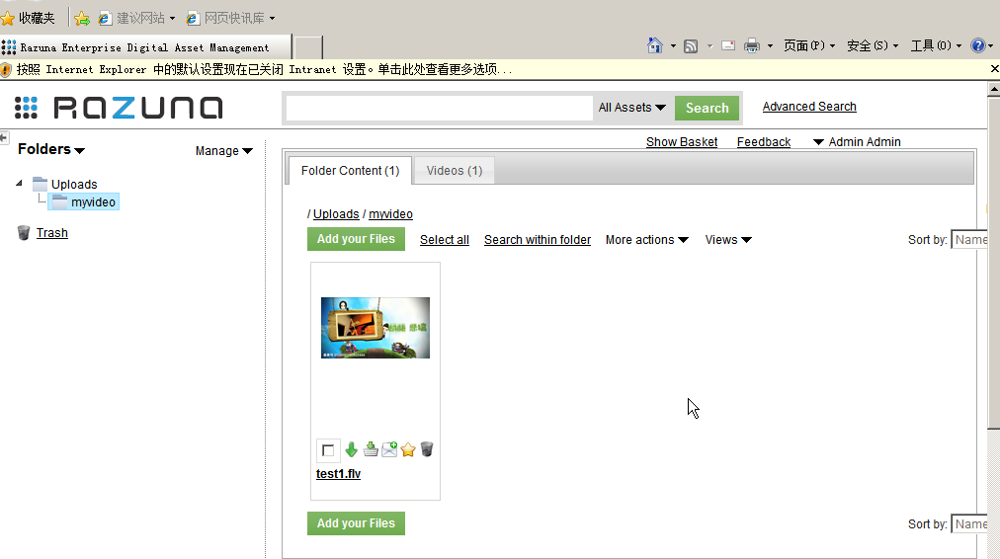 收藏夹 建议网站 网页快讯库
Razuna Enterprise Digital Asset Management 页面(P) 安全(S) 工具(O)
按照 Internet Explorer 中的默认设置现在已关闭 Intranet 设置。单击此处查看更多选项...
RAZUNA All Assets Search Advanced Search
Folders Manage Show Basket Feedback Admin Admin
Folder Content (1) Videos (1)
Uploads
myvideo
/ Uploads / myvideo
Trash
Add your Files Select all Search within folder More actions Views Sort by: Name
test1.flv
Add your Files Sort by: Name